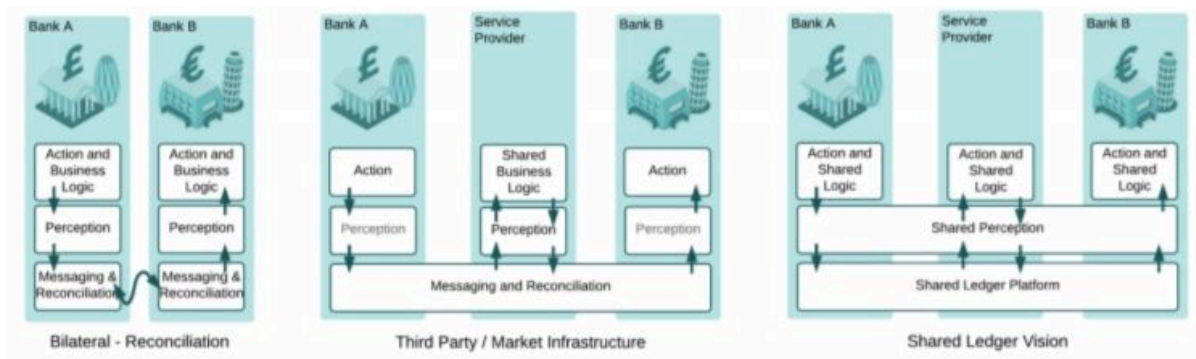 Bank A
Bank B
£
€
Action and
Business
Logic
Action and
Business
Logic
Perception
Perception
Messaging &
Reconciliation
Messaging &
Reconciliation
Bilateral - Reconciliation
Bank A
Service
Provider
Bank B
£
€
Action
Shared
Business
Logic
Action
Perception
Perception
Perception
Messaging and Reconciliation
Third Party / Market Infrastructure
Bank A
Service
Provider
Bank B
£
€
Action and
Shared
Logic
Action and
Shared
Logic
Action and
Shared
Logic
Shared Perception
Shared Ledger Platform
Shared Ledger Vision